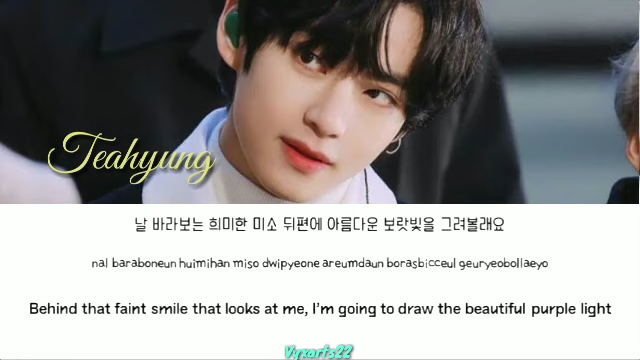 Teahyung
날 바라보는 희미한 미소 뒤편에 아름다운 보랏빛을 그려볼래요
nal baraboneun huimihan miso dwipyeone areumdaun borasbicceul geuryeobollaeyo
Behind that faint smile that looks at me, I'm going to draw the beautiful purple light
Vyxarts22